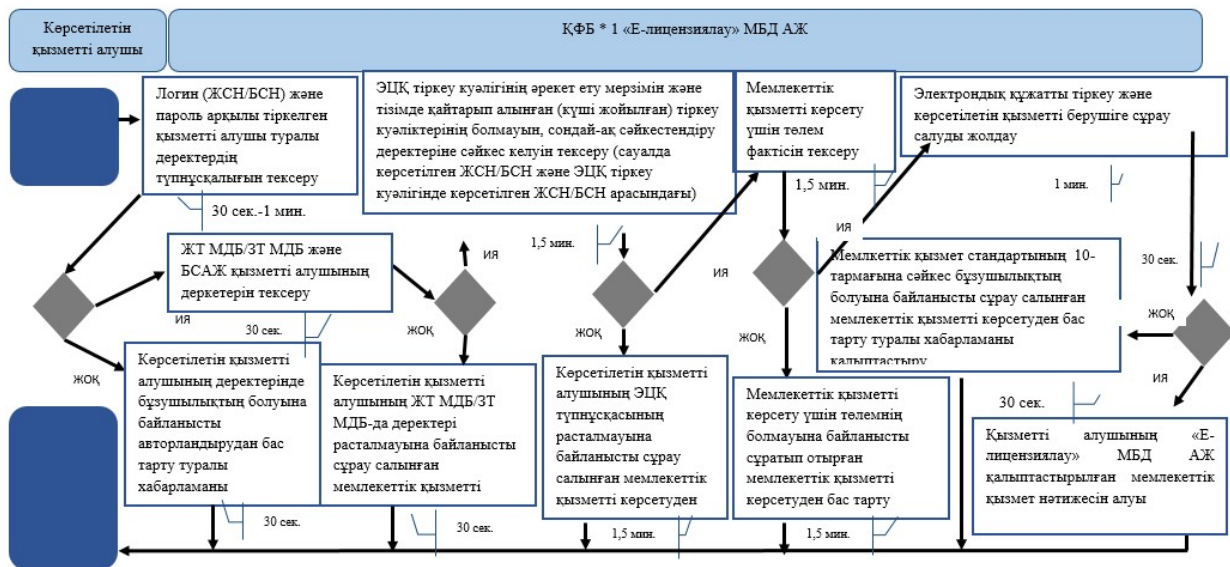 Көрсетілетін
қызметті алушы
ҚФБ * 1 «Е-лицензиялау» МБД АЖ
Логин (ЖСН/БСН) және
пароль арқылы тіркелген
қызметті алушы туралы
деректердің
түпнұсқалығын тексеру
ЭЦҚ тіркеу куәлігінің әрекет ету мерзімін және
тізімде қайтарып алынған (күші жойылған) тіркеу
куәліктерінің болмауын, сондай-ақ сәйкестендіру
деректеріне сәйкес келуін тексеру (сауалда
көрсетілген ЖСН/БСН және ЭЦҚ тіркеу
куәлігінде көрсетілген ЖСН/БСН арасындағы)
Мемлекеттік
қызметті көрсету
үшін төлем
фактісін тексеру
Электрондық құжатты тіркеу және
көрсетілетін қызметті берушіге сұрау
салуды жолдау
30 сек.-1 мин.
1,5 мин.
1 мин.
ЖТ МДБ/ЗТ МДБ және
БСАЖ қызметті алушының
деркетерін тексеру
ИЯ
1,5 мин.
ИЯ
ИЯ
Мемлкеттік қызмет стандартының 10-
тармағына сәйкес бұзушылықтың
болуына байланысты сұрау салынған
мемлекеттік қызметті көрсетуден бас
тарту туралы хабарламаны
қалыптастыру
30 сек.
ИЯ
30 сек.
ЖОҚ
ЖОҚ
ЖОҚ
ЖОҚ
ЖОҚ
ИЯ
Көрсетілетін қызметті
алушының деректерінде
бұзушылықтың болуына
байланысты
авторландырудан бас
тарту туралы
хабарламаны
Көрсетілетін қызметті
алушының ЖТ МДБ/ЗТ
МДБ-да деректері
расталмауына байланысты
сұрау салынған
мемлекеттік қызметті
Көрсетілетін қызметті
алушының ЭЦҚ
түпнұсқасының
расталмауына
байланысты сұрау
салынған мемлекеттік
қызметті көрсетуден
Мемлекеттік қызметті
көрсету үшін төлемнің
болмауына байланысты
сұратып отырған
мемлекеттік қызметті
көрсетуден бас тарту
30 сек.
Қызметті алушының «Е-
лицензиялау» МБД АЖ
қалыптастырылған мемлекеттік
қызмет нәтижесін алуы
30 сек.
30 сек.
1,5 мин.
1,5 мин.